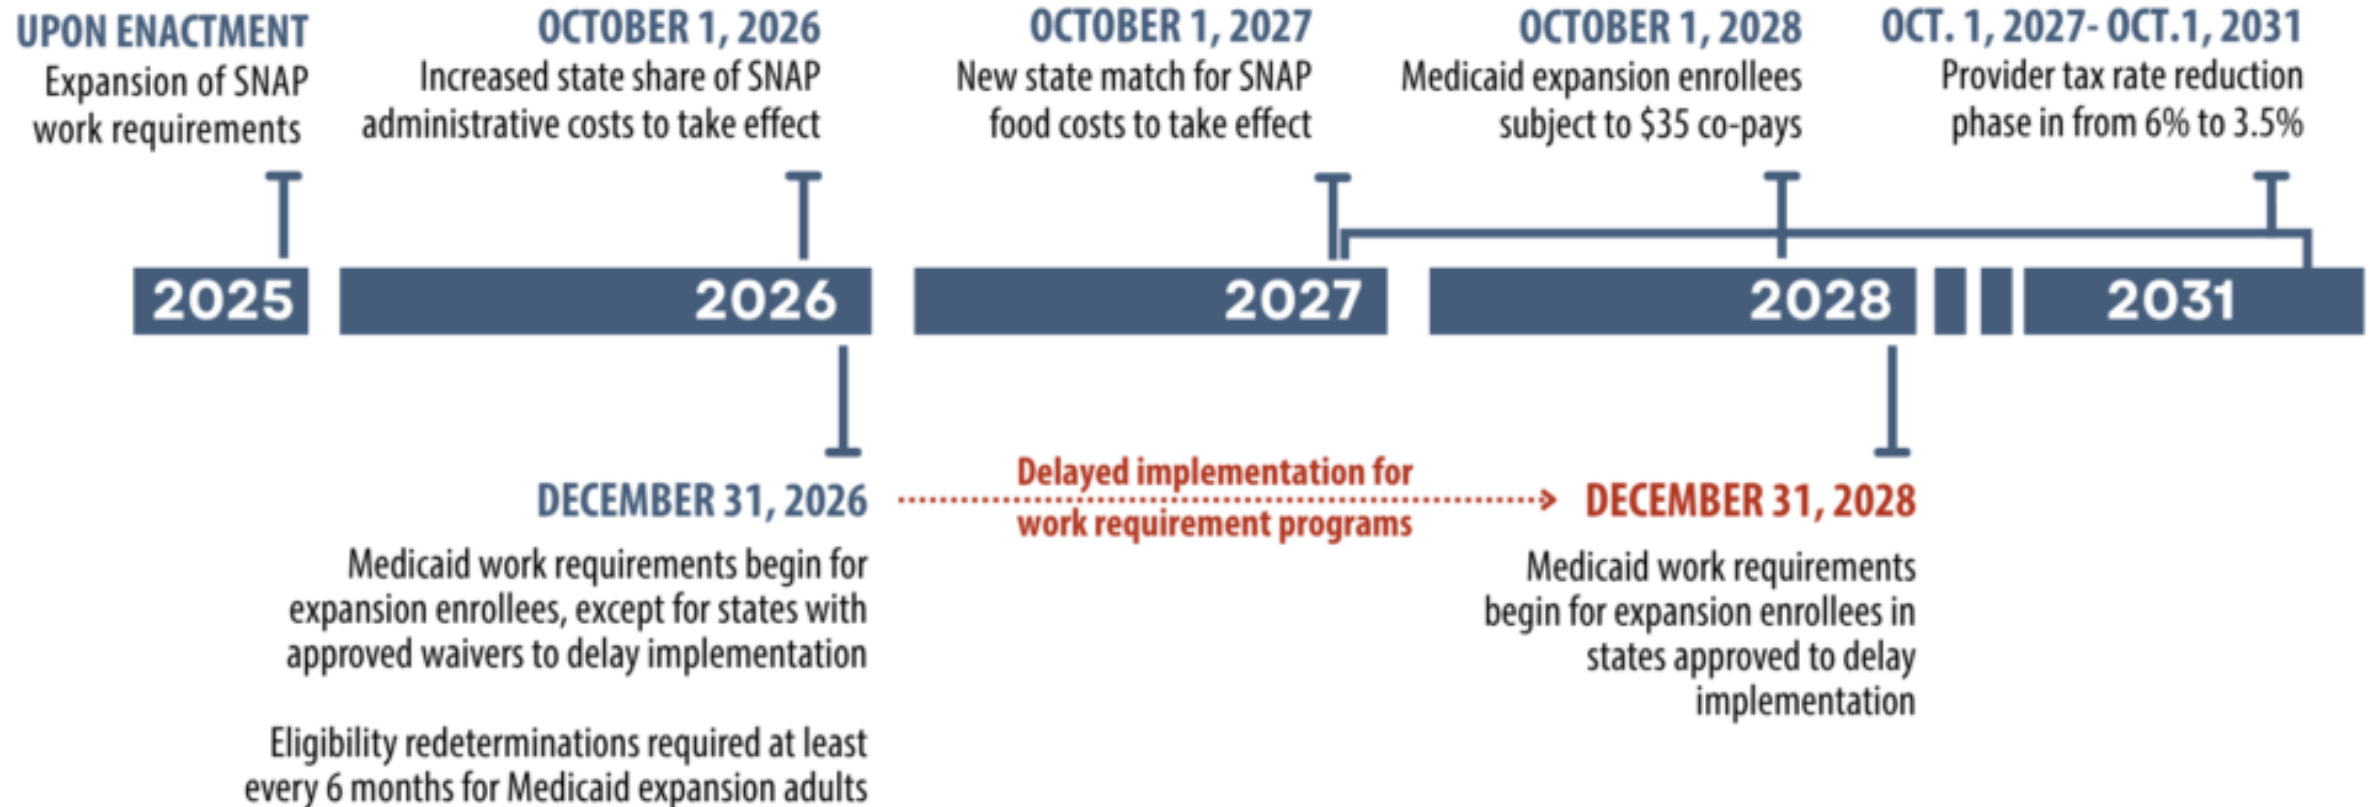 UPON ENACTMENT
Expansion of SNAP
work requirements
OCTOBER 1, 2026
Increased state share of SNAP
administrative costs to take effect
OCTOBER 1, 2027
New state match for SNAP
food costs to take effect
OCTOBER 1, 2028
Medicaid expansion enrollees
subject to $35 co-pays
OCT. 1, 2027- OCT.1, 2031
Provider tax rate reduction
phase in from 6% to 3.5%
2025
2026
2027
2028
2031
DECEMBER 31, 2026
Medicaid work requirements begin for
expansion enrollees, except for states with
approved waivers to delay implementation
Eligibility redeterminations required at least
every 6 months for Medicaid expansion adults
Delayed implementation for
work requirement programs
DECEMBER 31, 2028
Medicaid work requirements
begin for expansion enrollees in
states approved to delay
implementation